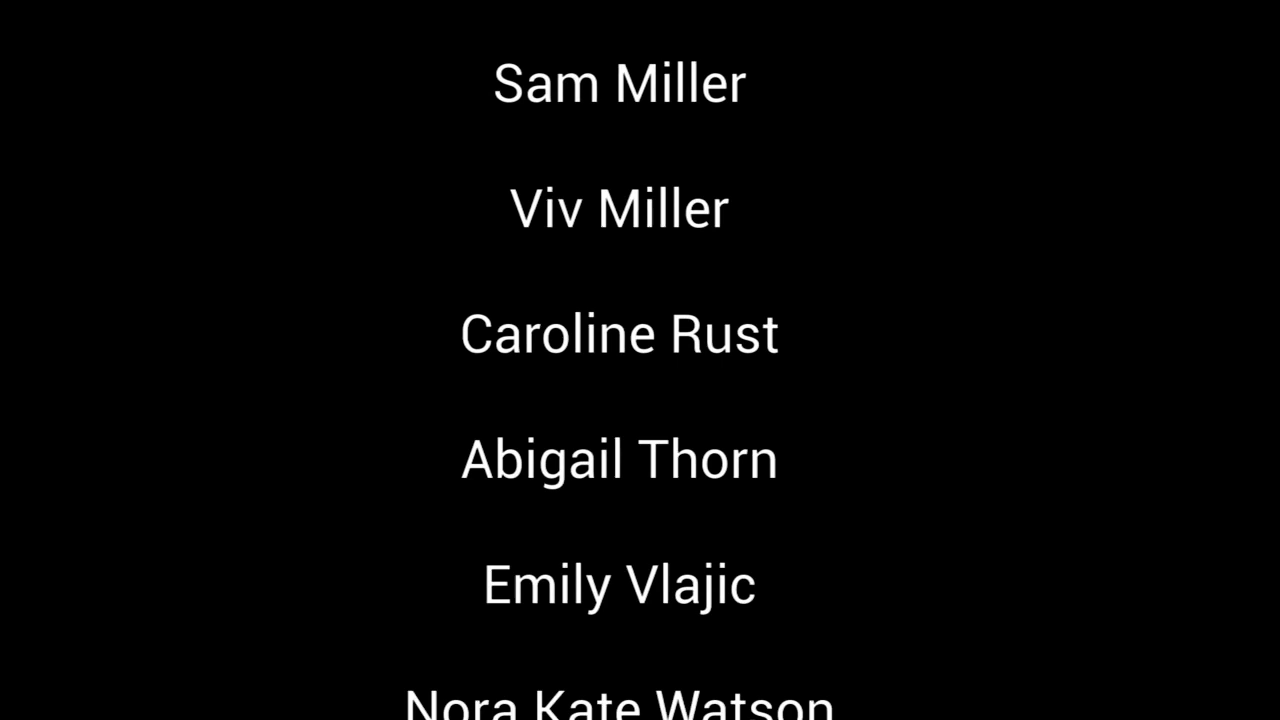 Sam Miller
Viv Miller
Caroline Rust
Abigail Thorn
Emily Vlajic
Nora Kate Watson